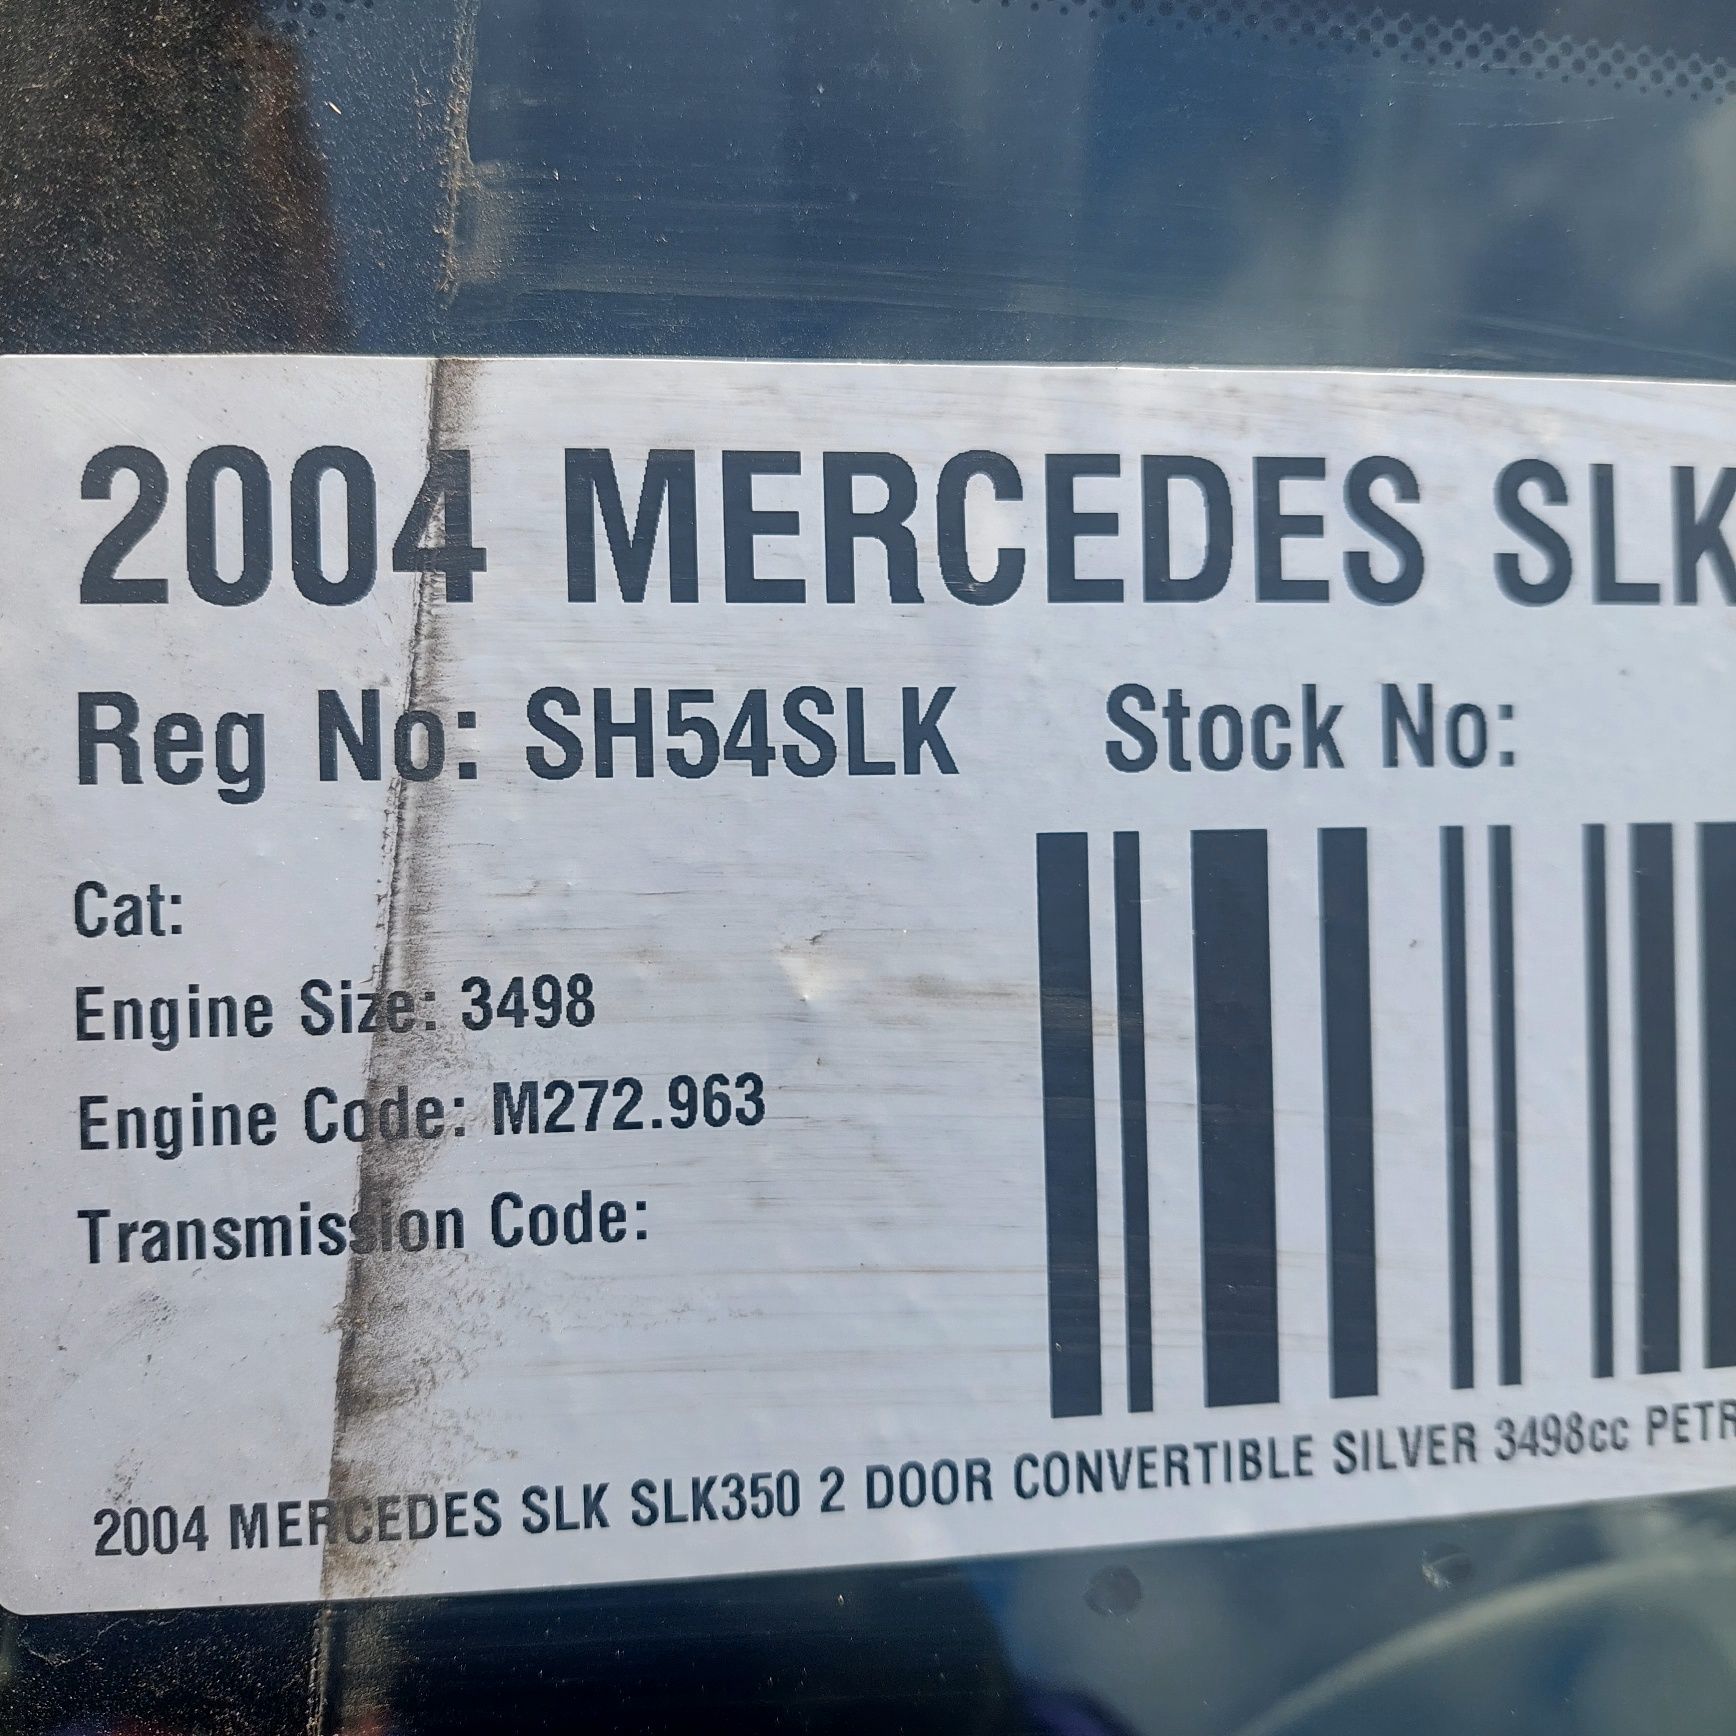 2004 MERCEDES SLK
Reg No: SH54SLK Stock No:
Cat:
Engine Size: 3498
Engine Code: M272.963
Transmission Code:
2004 MERCEDES SLK SLK350 2 DOOR CONVERTIBLE SILVER 3498cc PETR